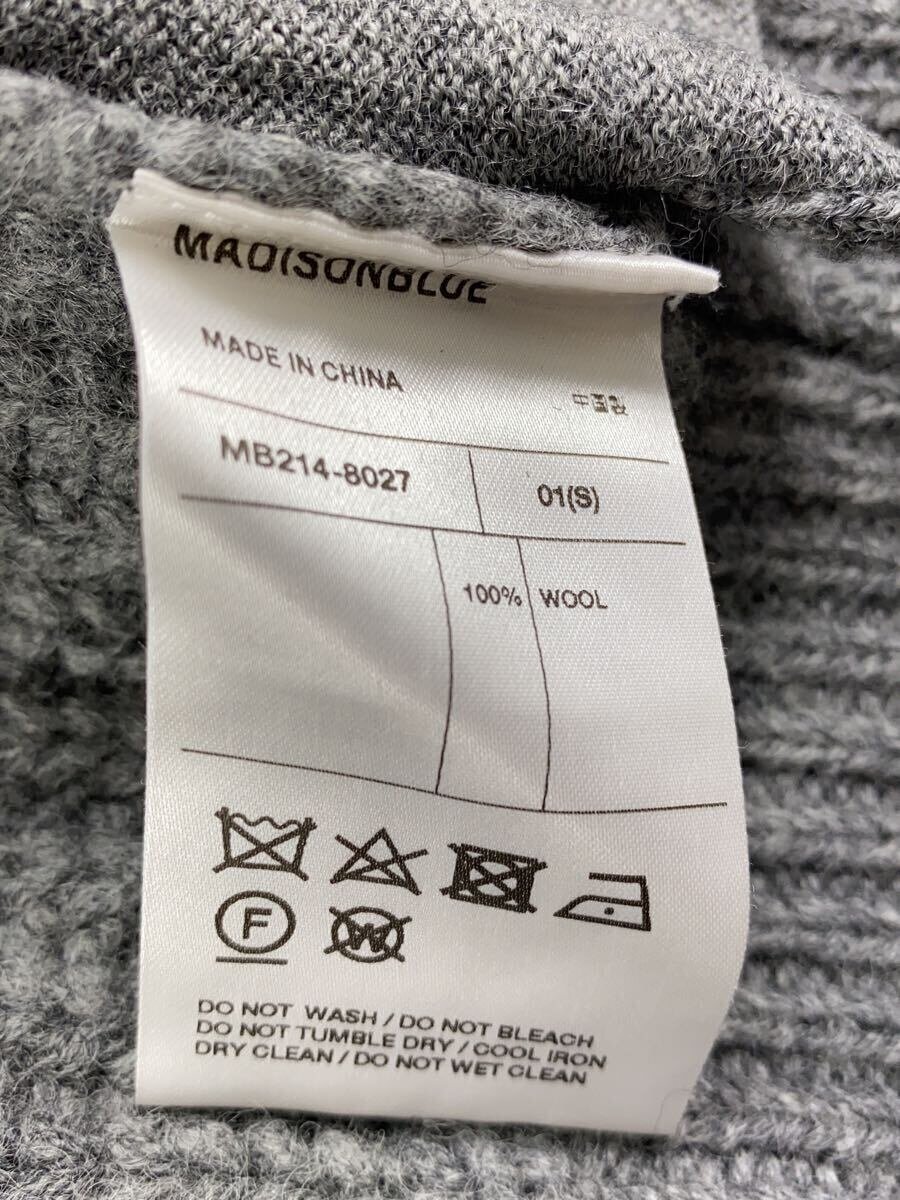 MADISONBLUE
MADE IN CHINA
中国製
MB214-8027 01(S)
100% WOOL
F
W
DO NOT WASH / DO NOT BLEACH
DO NOT TUMBLE DRY / COOL IRON
DRY CLEAN / DO NOT WET CLEAN